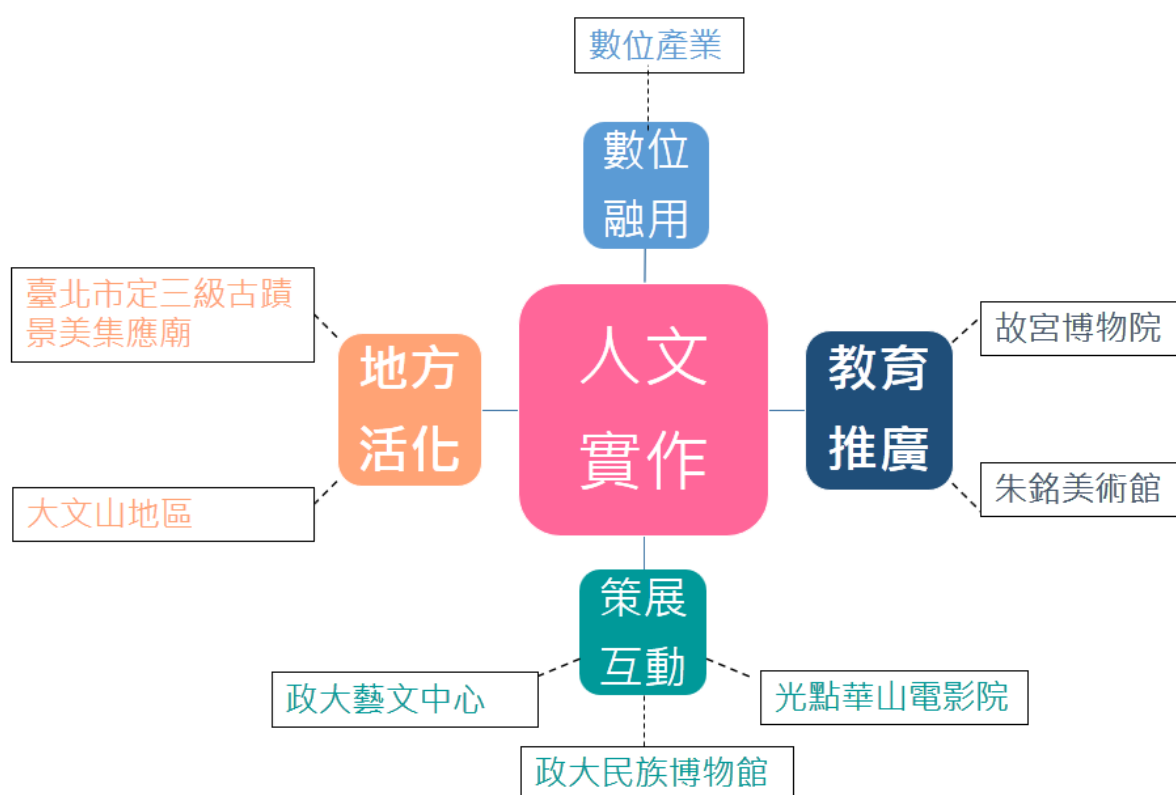 數位產業
數位
融用
臺北市定三級古蹟
景美集應廟
地方
活化
大文山地區
人文
實作
教育
推廣
故宮博物院
朱銘美術館
策展
互動
政大藝文中心
政大民族博物館
光點華山電影院